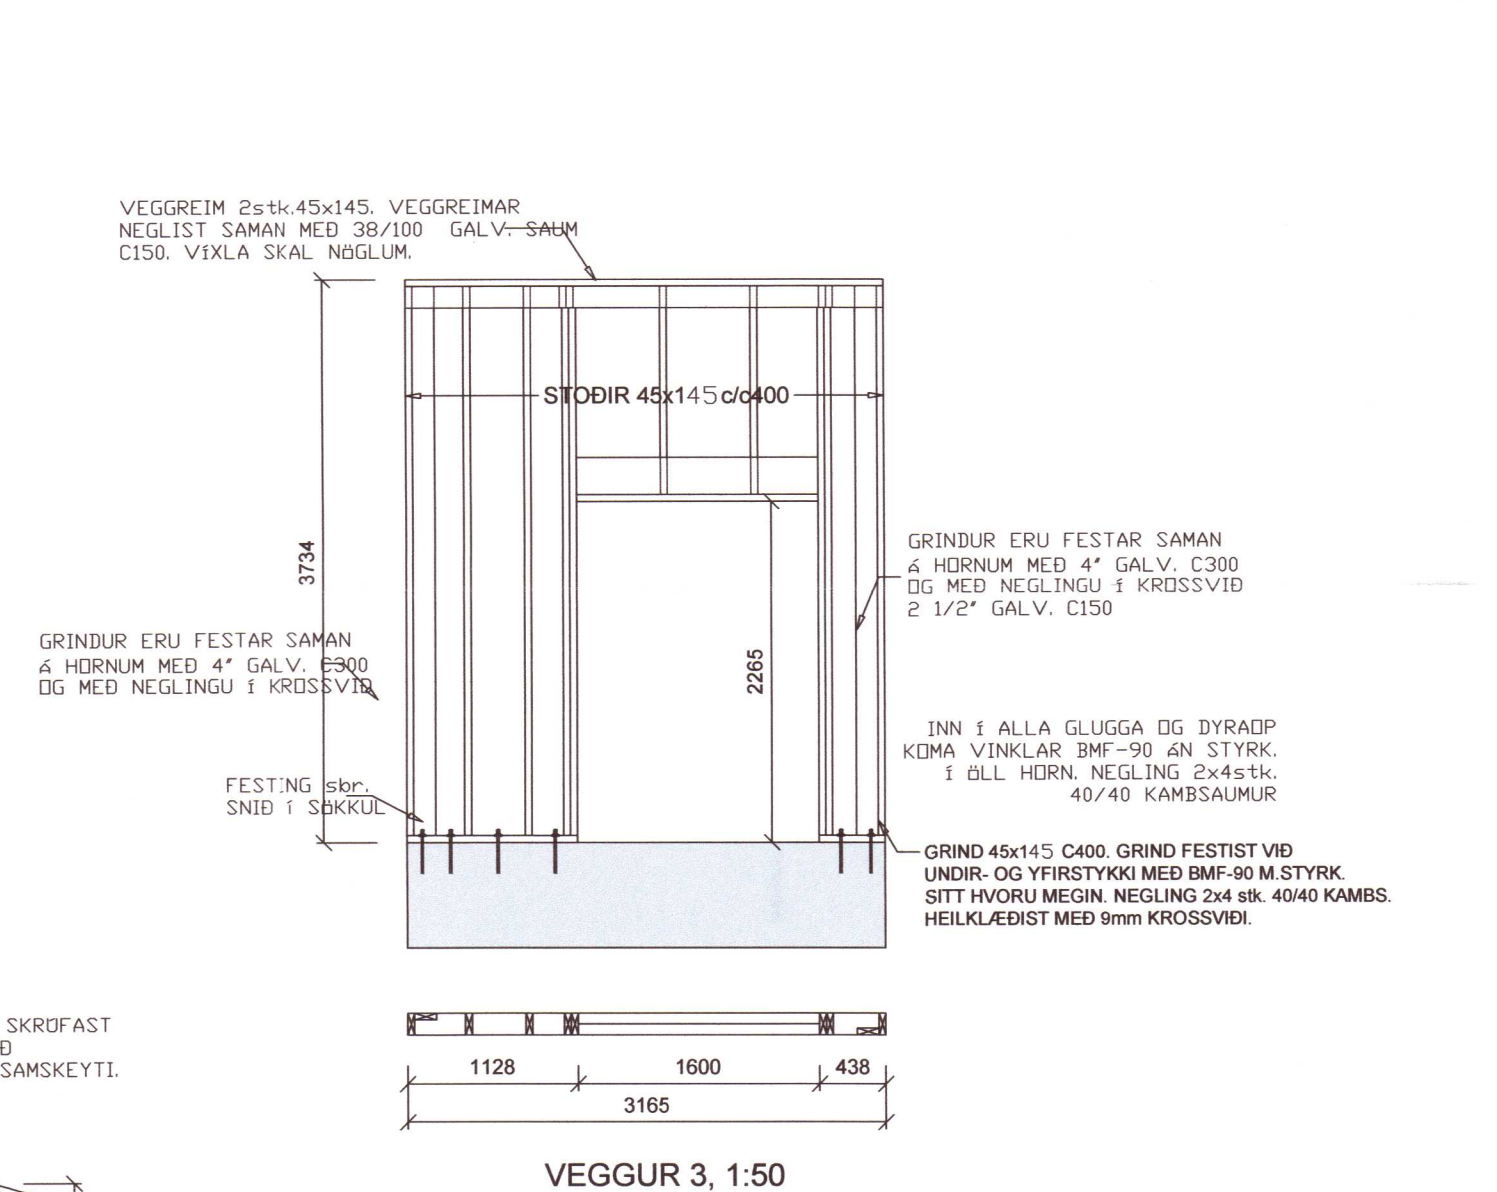 VEGGREIM 2stk.45x145. VEGGREIMAR
NEGLIST SAMAN MEÐ 38/100 GALV. SAUM
C150. VÍXLA SKAL NÖGLUM.
STOÐIR 45x145 c/c400
3734
2265
GRINDUR ERU FESTAR SAMAN
Á HORNUM MEÐ 4" GALV. C300
OG MEÐ NEGLINGU Í KROSSVIÐ
2 1/2" GALV. C150
GRINDUR ERU FESTAR SAMAN
Á HORNUM MEÐ 4" GALV. C300
OG MEÐ NEGLINGU Í KROSSVIÐ
INN Í ALLA GLUGGA OG DYRAOP
KOMA VINKLAR BMF-90 ÁN STYRK.
Í ÖLL HORN. NEGLING 2x4stk.
40/40 KAMBSAUMUR
FESTING sbr.
SNIÐ Í SÖKKUL
GRIND 45x145 C400. GRIND FESTIST VIÐ
UNDIR- OG YFIRSTYKKI MEÐ BMF-90 M.STYRK.
SITT HVORU MEGIN. NEGLING 2x4 stk. 40/40 KAMBS.
HEILKLÆÐIST MEÐ 9mm KROSSVIÐI.
SKRÚFAST
Ð
SAMSKEYTI.
1128 1600 438
3165
VEGGUR 3, 1:50